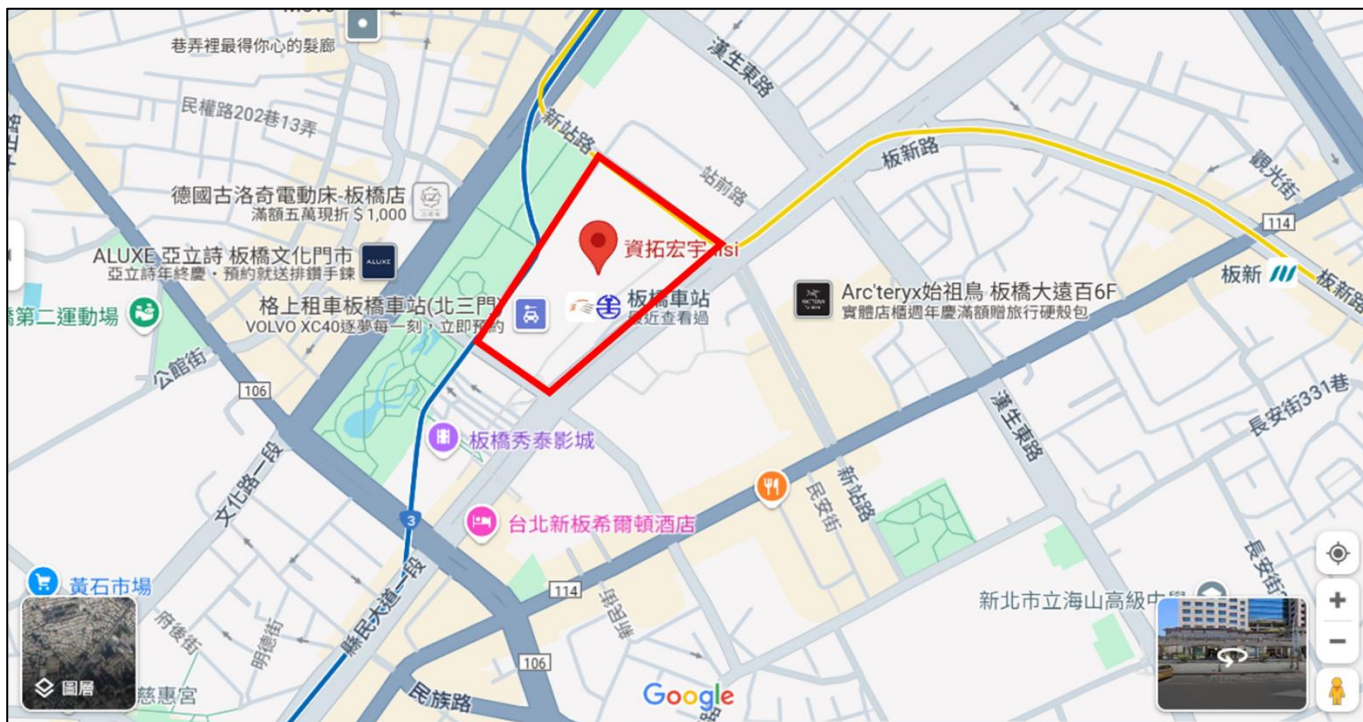 巷弄裡最得你心的髮廊
民權路202巷13弄
漢生東路
新站路
站前路
板新路
觀光街
114
德國古洛奇電動床-板橋店
滿額五萬現折＄1,000
ALUXE 亞立詩 板橋文化門市
亞立詩年終慶・預約就送排鑽手鍊
ALUXE
資拓宏宇 iisi
板新
板新路
格上租車板橋車站(北三門)
VOLVO XC40逐夢每一刻，立即預約
板橋車站
最近查看過
Arc'teryx始祖鳥 板橋大遠百6F
實體店櫃週年慶滿額贈旅行硬殼包
橋第二運動場
公館街
106
長安街331巷
漢生東路
板橋秀泰影城
文化路一段
新站路
民安街
3
台北新板希爾頓酒店
黃石市場
114
新北市立海山高級中學
長安街
府後街
明德街
縣民大道一段
新民街
106
圖層
慈惠宮
民族路
Google
路